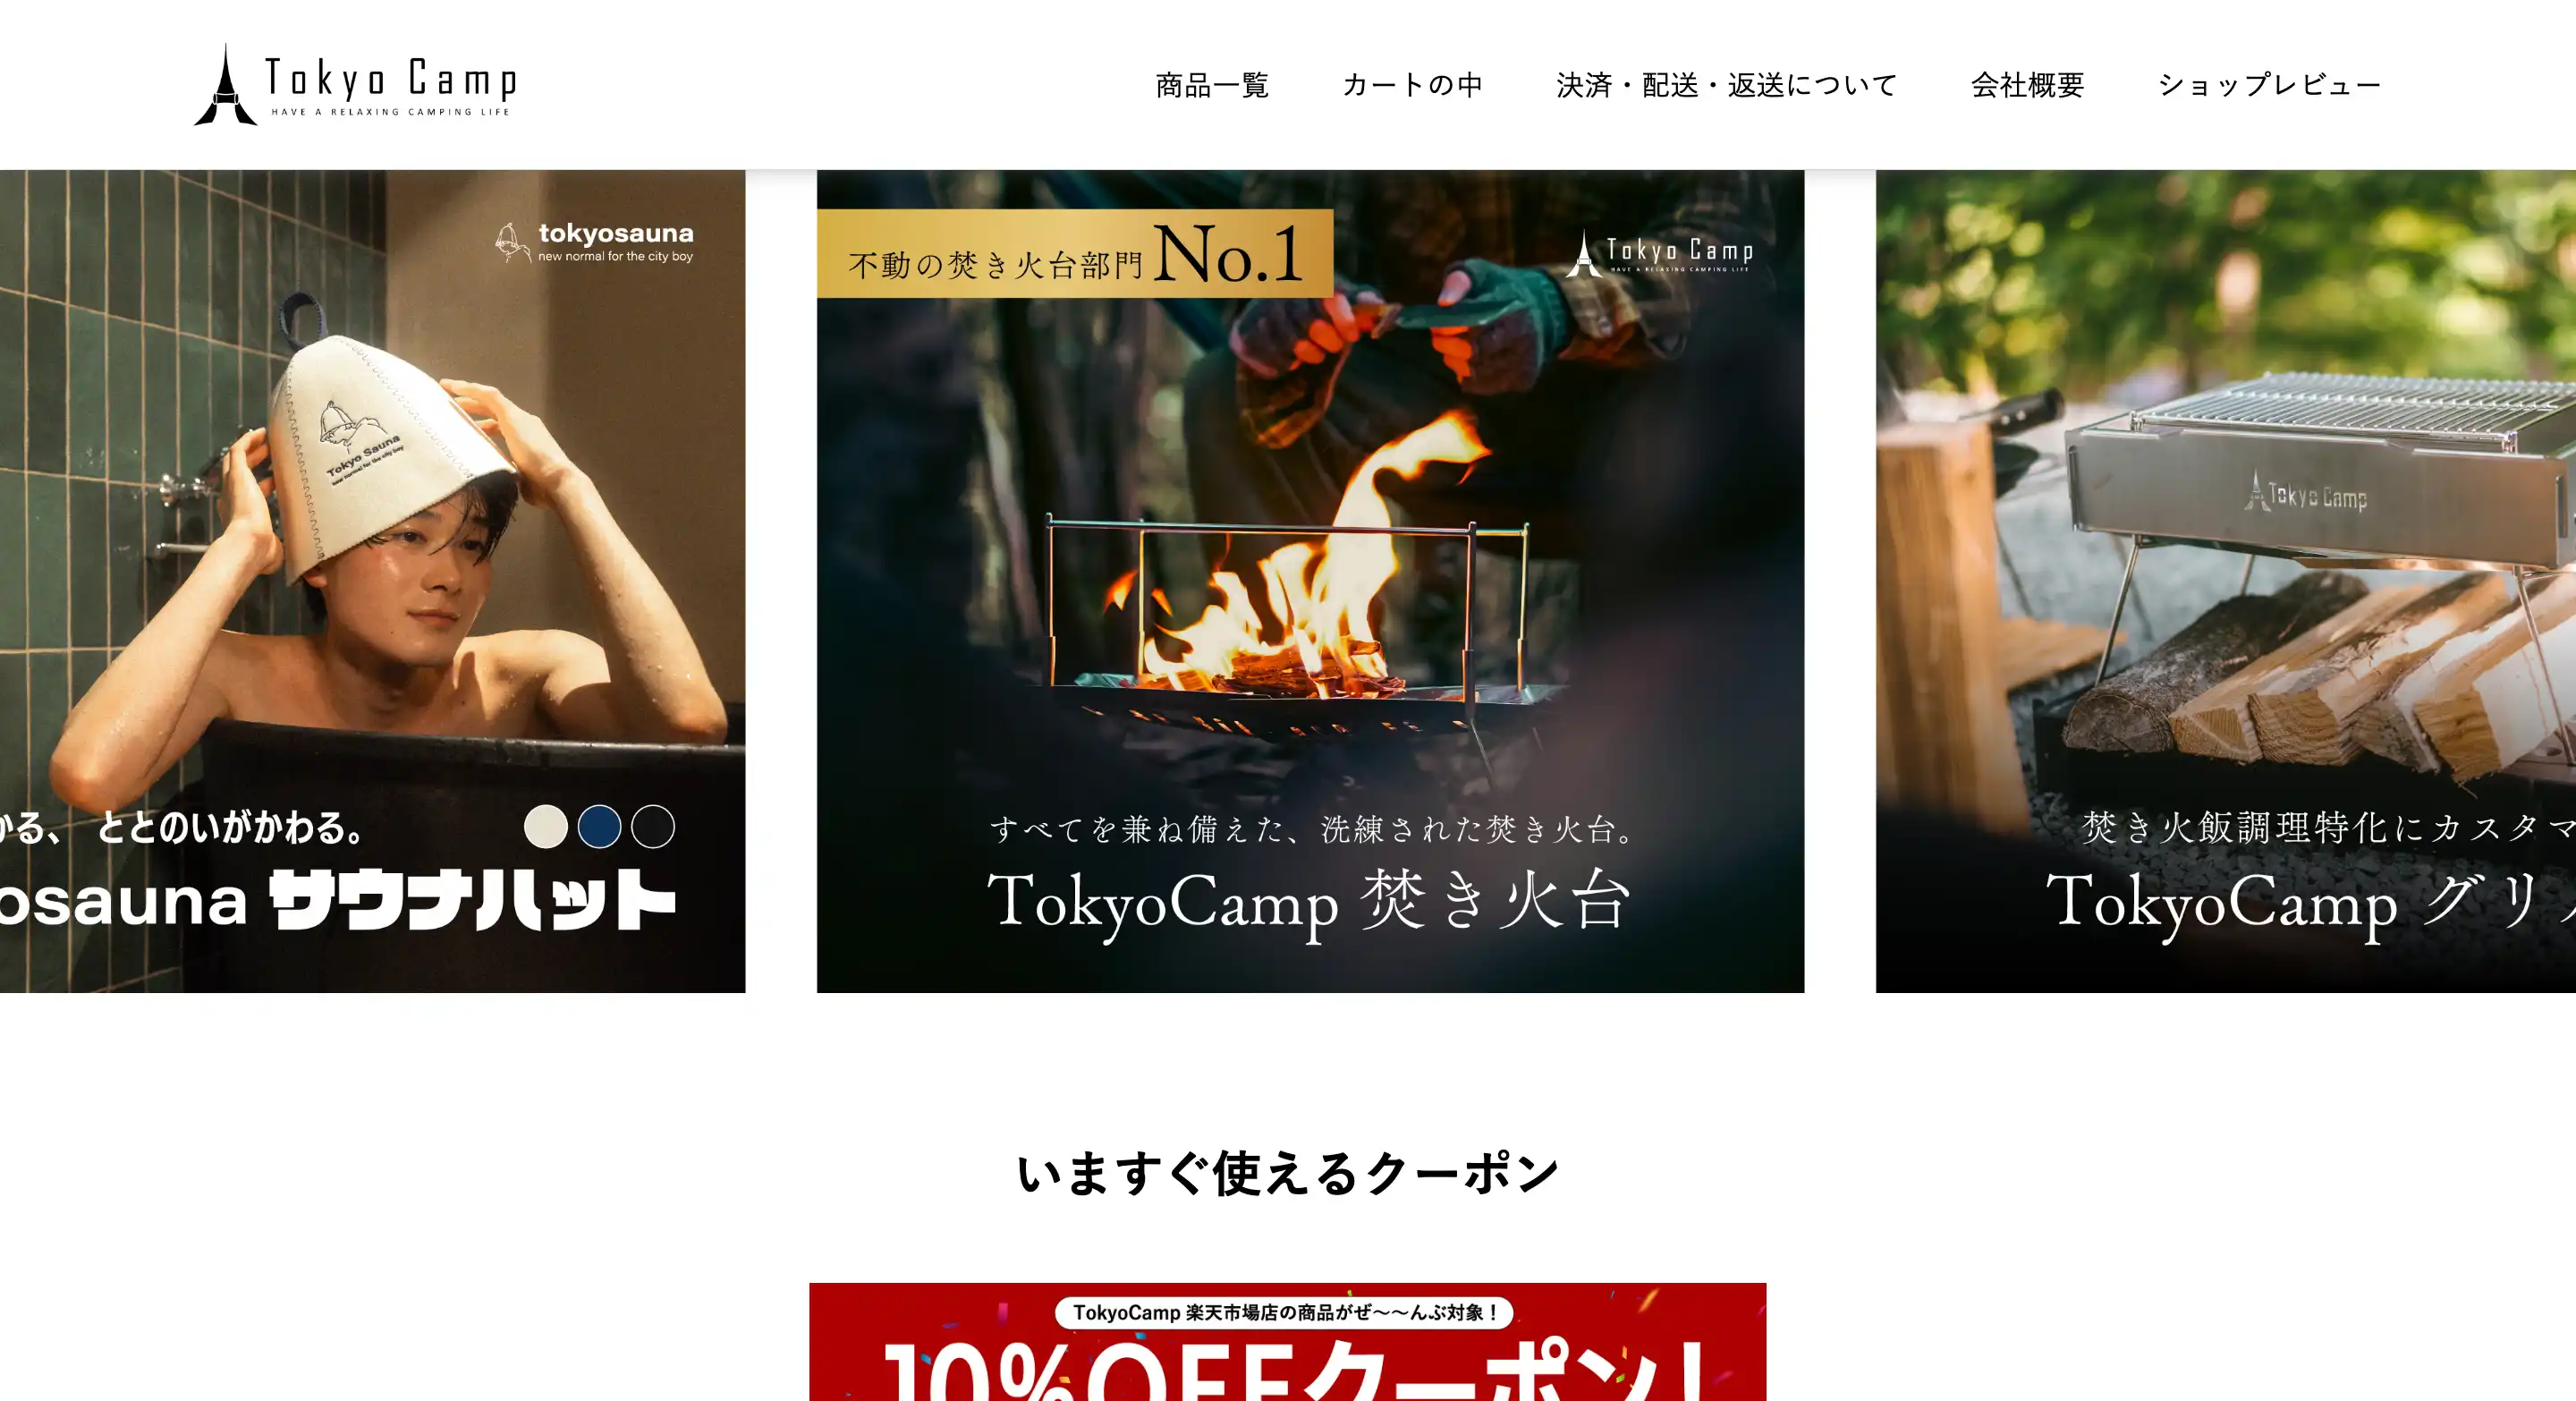 Tokyo Camp
HAVE A RELAXING CAMPING LIFE
商品一覧
カートの中
決済・配送・返送について
会社概要
ショップレビュー
tokyosauna
new normal for the city boy
Tokyo Sauna
new normal for the city boy
かる、 ととのいがかわる。
osauna サウナハット
不動の焚き火台部門 No.1
Tokyo Camp
HAVE A RELAXING CAMPING LIFE
すべてを兼ね備えた、洗練された焚き火台。
TokyoCamp 焚き火台
Tokyo Camp
焚き火飯調理特化にカスタマ
TokyoCamp グリ
いますぐ使えるクーポン
TokyoCamp 楽天市場店の商品がぜ〜〜んぶ対象！
10%OFFクーポン!